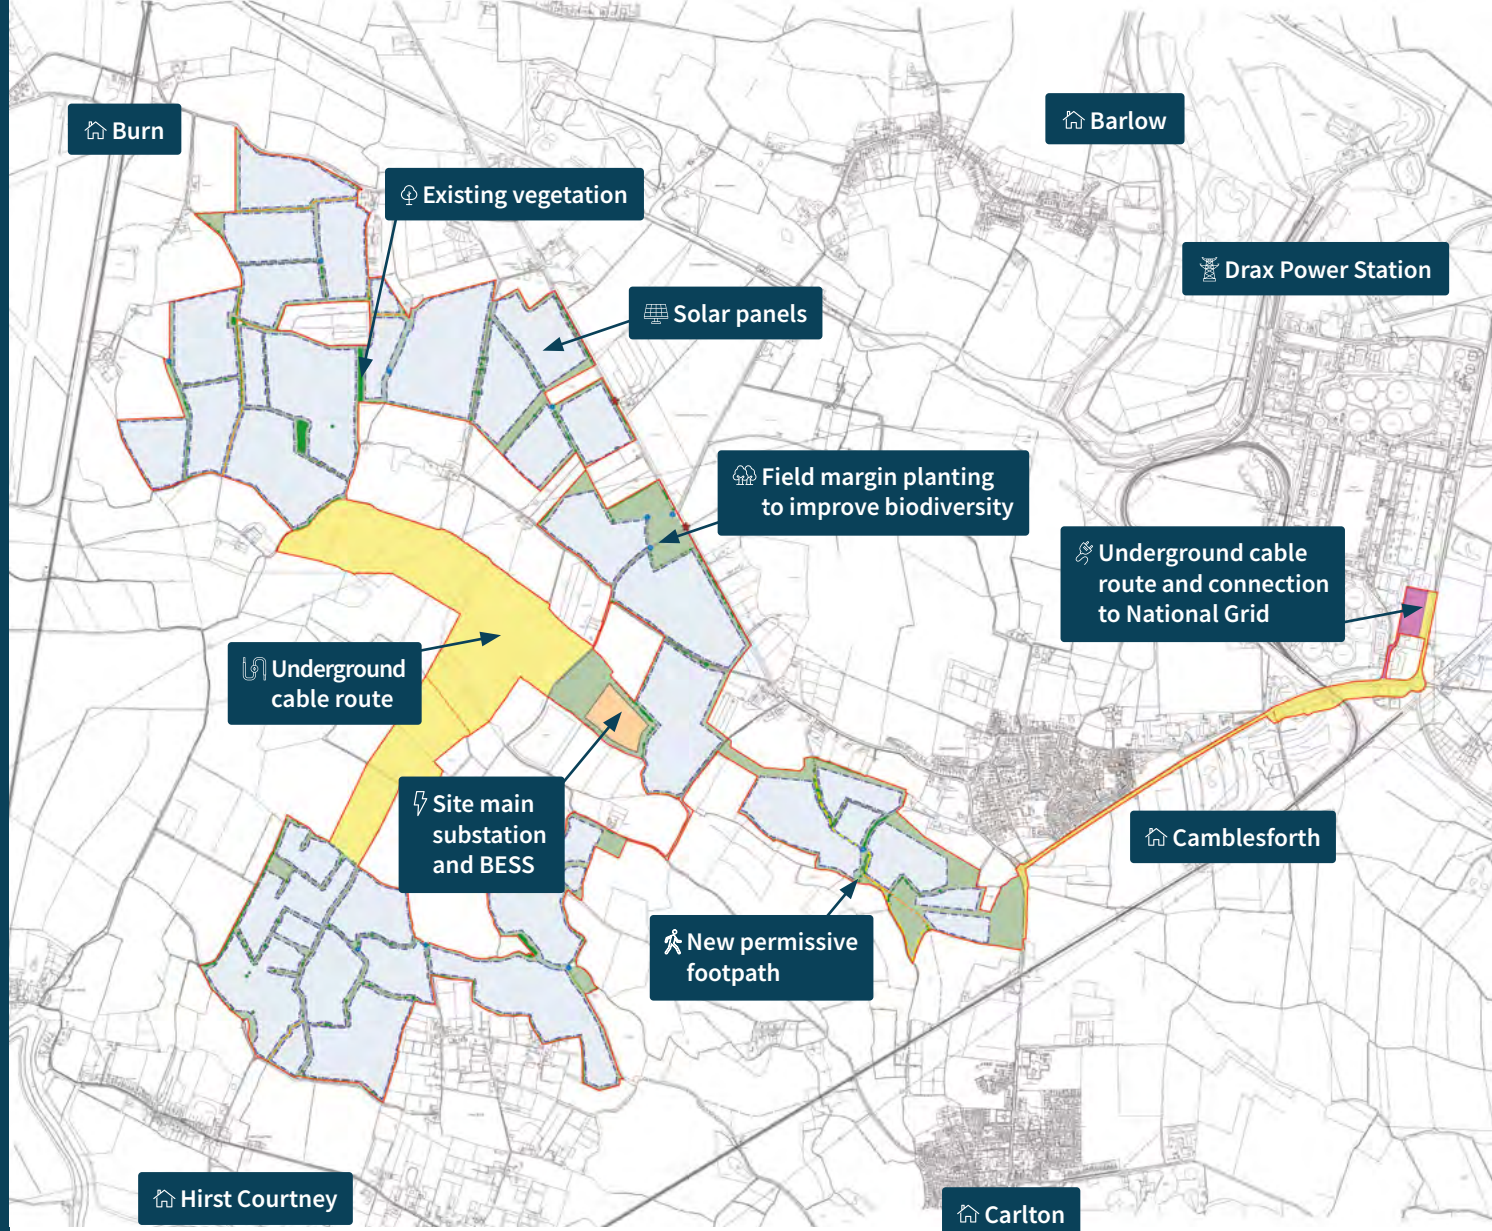 Burn
Barlow
Existing vegetation
Drax Power Station
Solar panels
Field margin planting
to improve biodiversity
Underground cable
route and connection
to National Grid
Underground
cable route
Site main
substation
and BESS
Camblesforth
New permissive
footpath
Hirst Courtney
Carlton